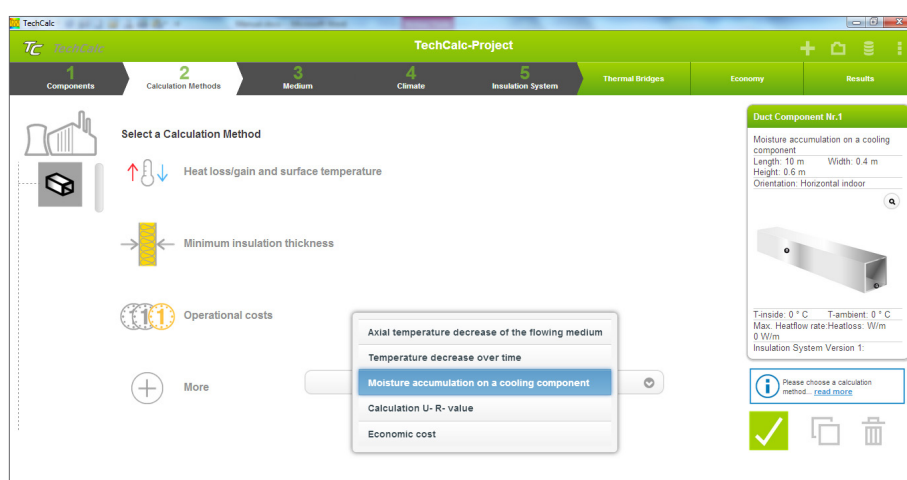 TechCalc
TC TechCalc
TechCalc-Project
1
Components
2
Calculation Methods
3
Medium
4
Climate
5
Insulation System
Thermal Bridges
Economy
Results
Select a Calculation Method
Heat loss/gain and surface temperature
Minimum insulation thickness
Operational costs
More
Axial temperature decrease of the flowing medium
Temperature decrease over time
Moisture accumulation on a cooling component
Calculation U- R- value
Economic cost
Duct Component Nr.1
Moisture accumulation on a cooling
component
Length: 10 m Width: 0.4 m
Height: 0.6 m
Orientation: Horizontal indoor
T-inside: 0 ° C T-ambient: 0 ° C
Max. Heatflow rate:Heatloss: W/m
0 W/m
Insulation System Version 1:
Please choose a calculation
method... read more